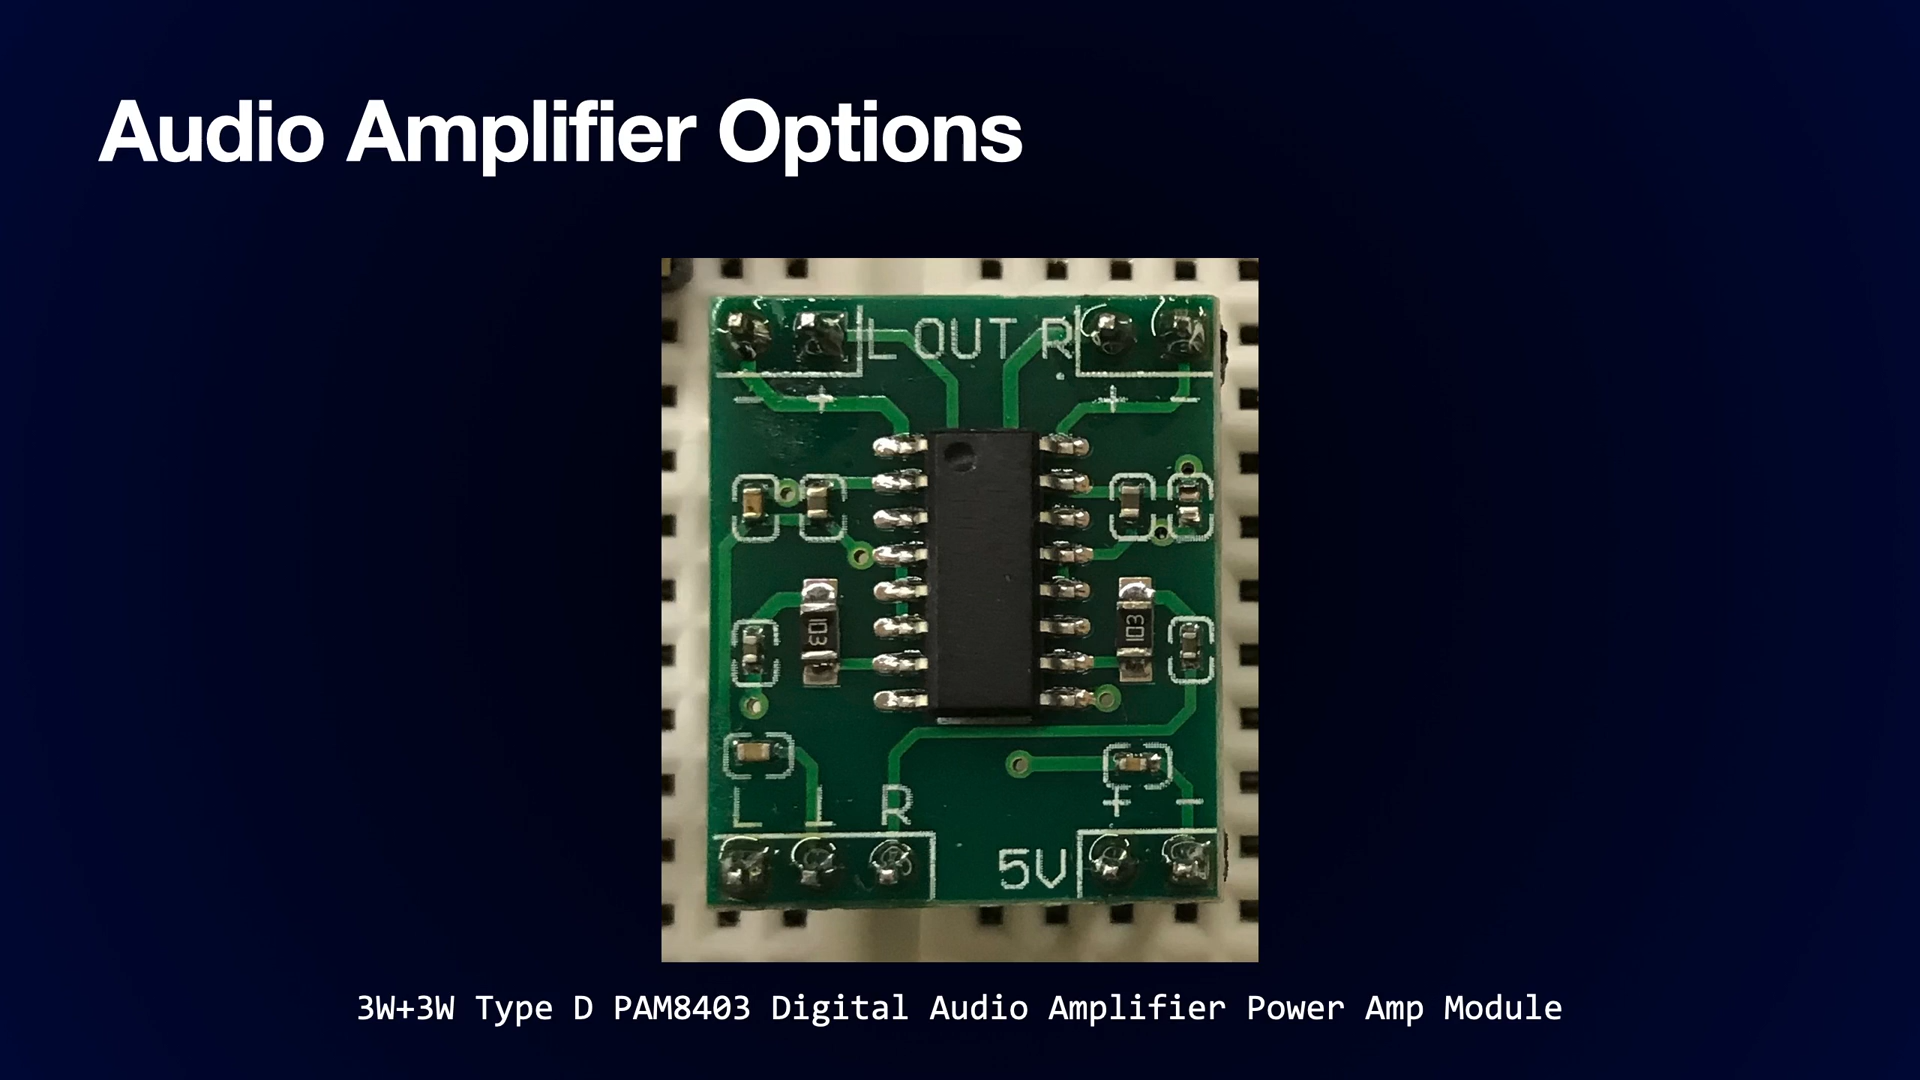 Audio Amplifier Options
L OUT R
- + + -
103 103
L ⊥ R + -
5V
3W+3W Type D PAM8403 Digital Audio Amplifier Power Amp Module